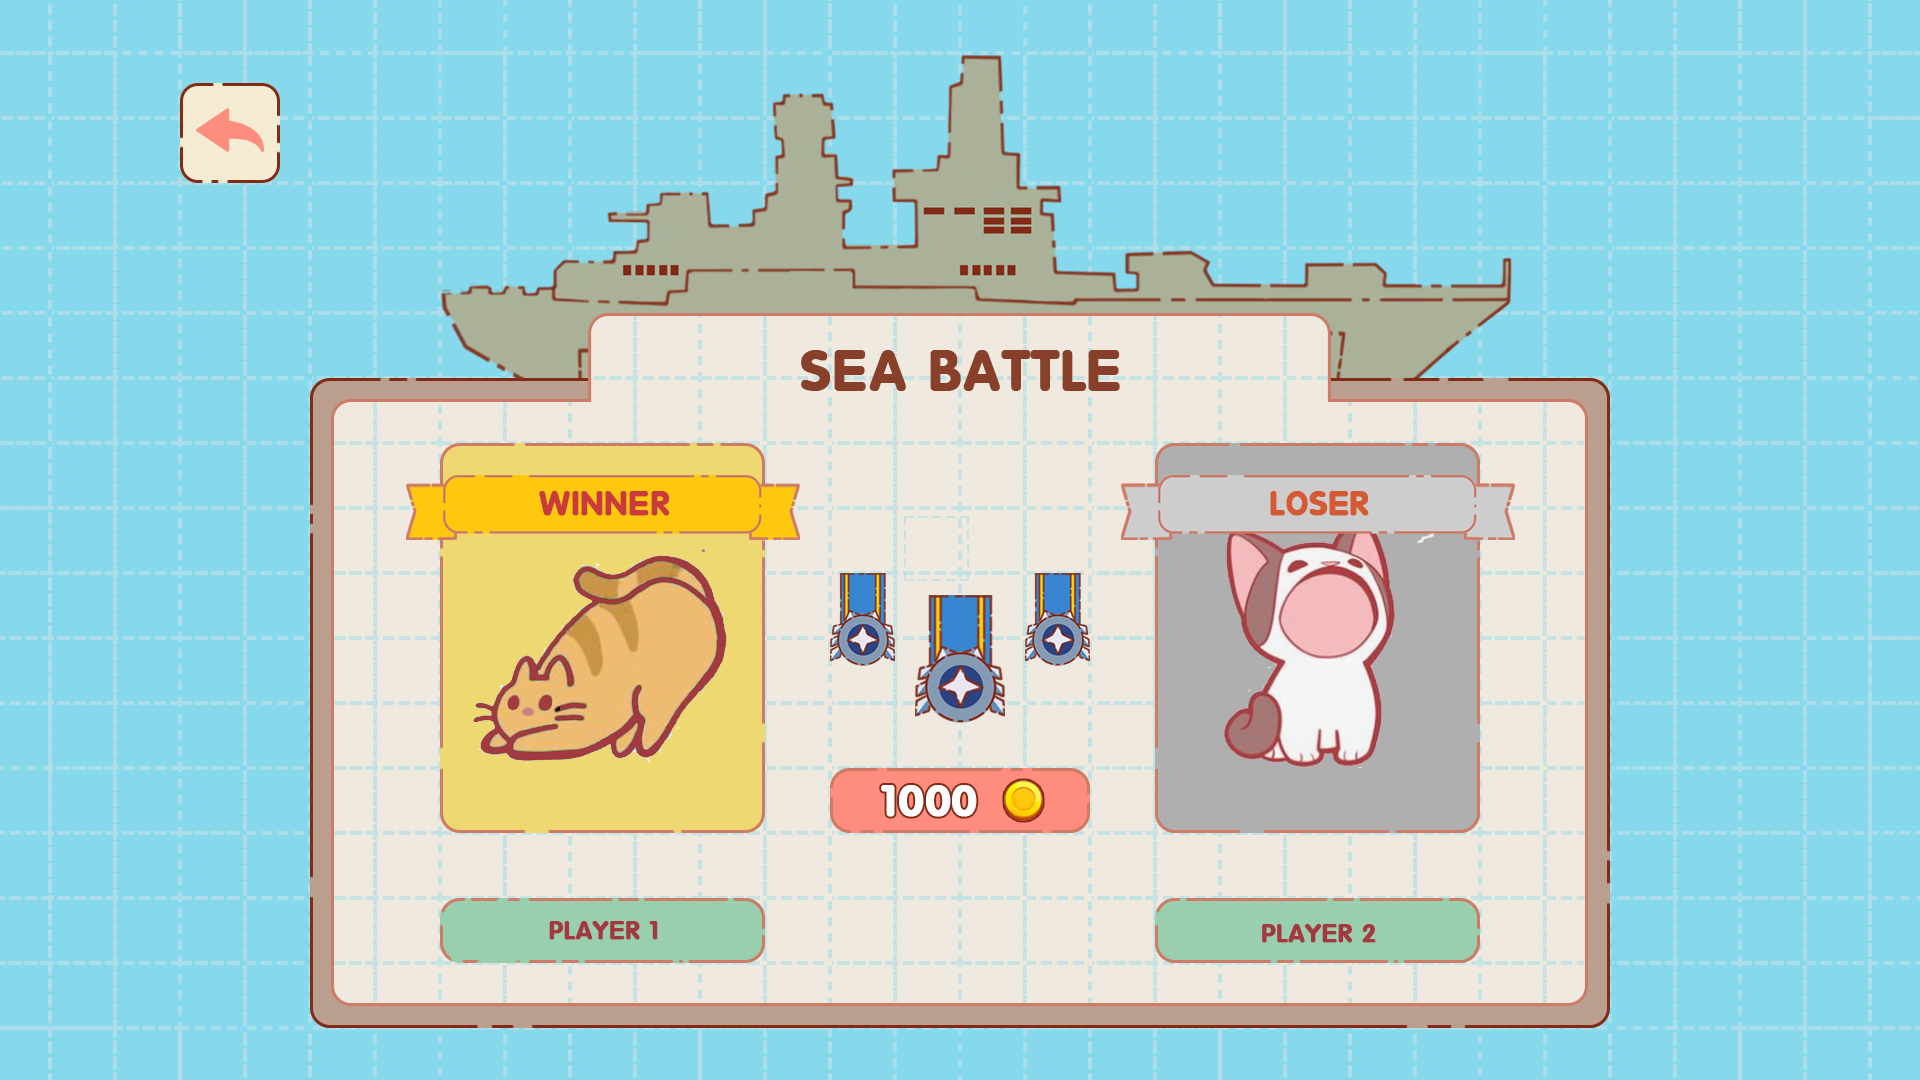 SEA BATTLE
WINNER
LOSER
1000
PLAYER 1
PLAYER 2